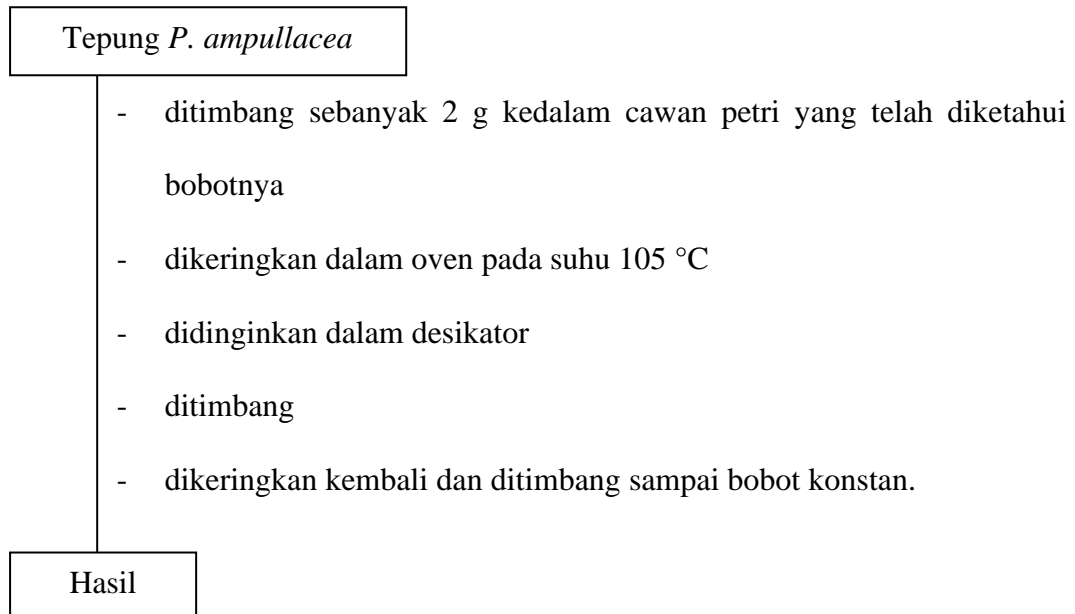 Tepung P. ampullacea
- ditimbang sebanyak 2 g kedalam cawan petri yang telah diketahui
bobotnya
- dikeringkan dalam oven pada suhu 105 °C
- didinginkan dalam desikator
- ditimbang
- dikeringkan kembali dan ditimbang sampai bobot konstan.
Hasil